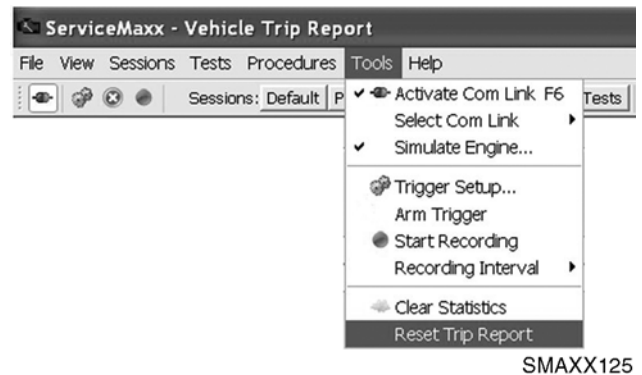 ServiceMaxx - Vehicle Trip Report
File View Sessions Tests Procedures Tools Help
Sessions: Default P Tests
Activate Com Link F6
Select Com Link
Simulate Engine...
Trigger Setup...
Arm Trigger
Start Recording
Recording Interval
Clear Statistics
Reset Trip Report
SMAXX125